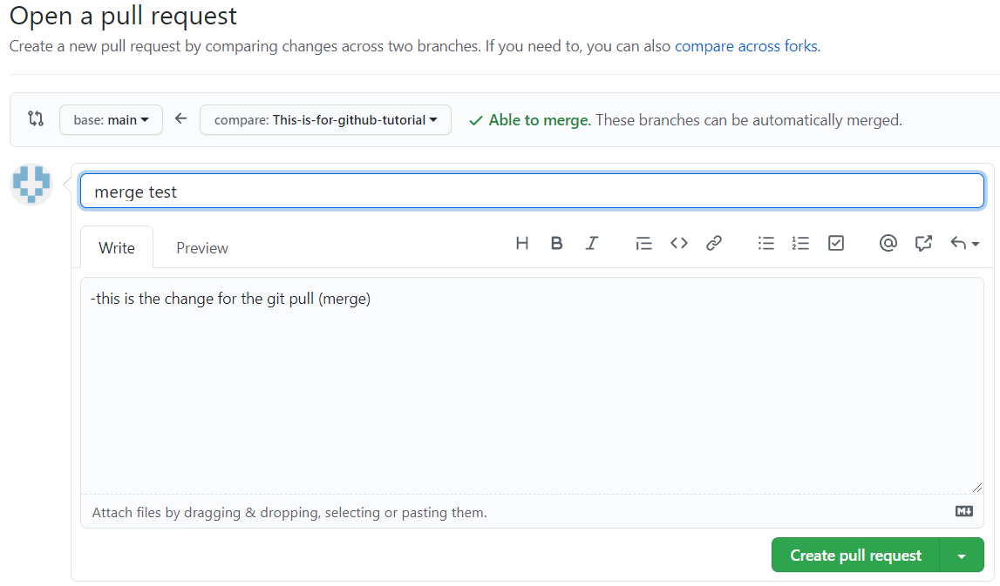 Open a pull request
Create a new pull request by comparing changes across two branches. If you need to, you can also compare across forks.
base: main compare: This-is-for-github-tutorial Able to merge. These branches can be automatically merged.
merge test
Write Preview H B I @
-this is the change for the git pull (merge)
Attach files by dragging & dropping, selecting or pasting them. M
Create pull request